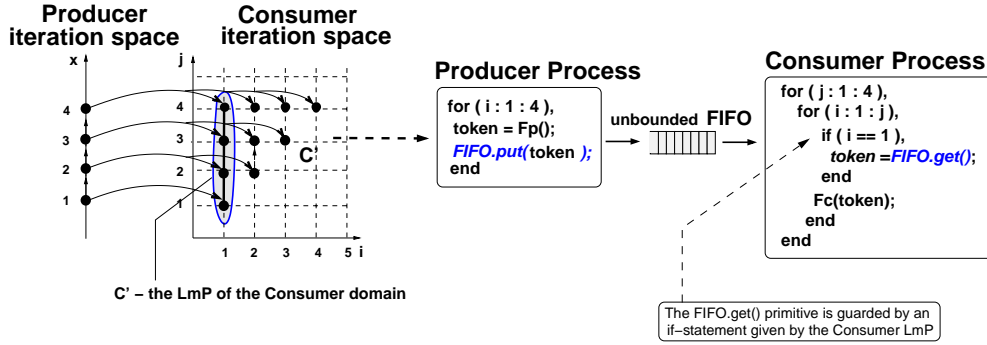 Producer
iteration space
Consumer
iteration space
x
j
4
3
2
1
4
3
2
1
C'
1 2 3 4 5
i
C' – the LmP of the Consumer domain
Producer Process
for ( i : 1 : 4 ),
token = Fp();
FIFO.put( token );
end
unbounded FIFO
Consumer Process
for ( j : 1 : 4 ),
for ( i : 1 : j ),
if ( i == 1 ),
token =FIFO.get();
end
Fc(token);
end
end
The FIFO.get() primitive is guarded by an
if–statement given by the Consumer LmP